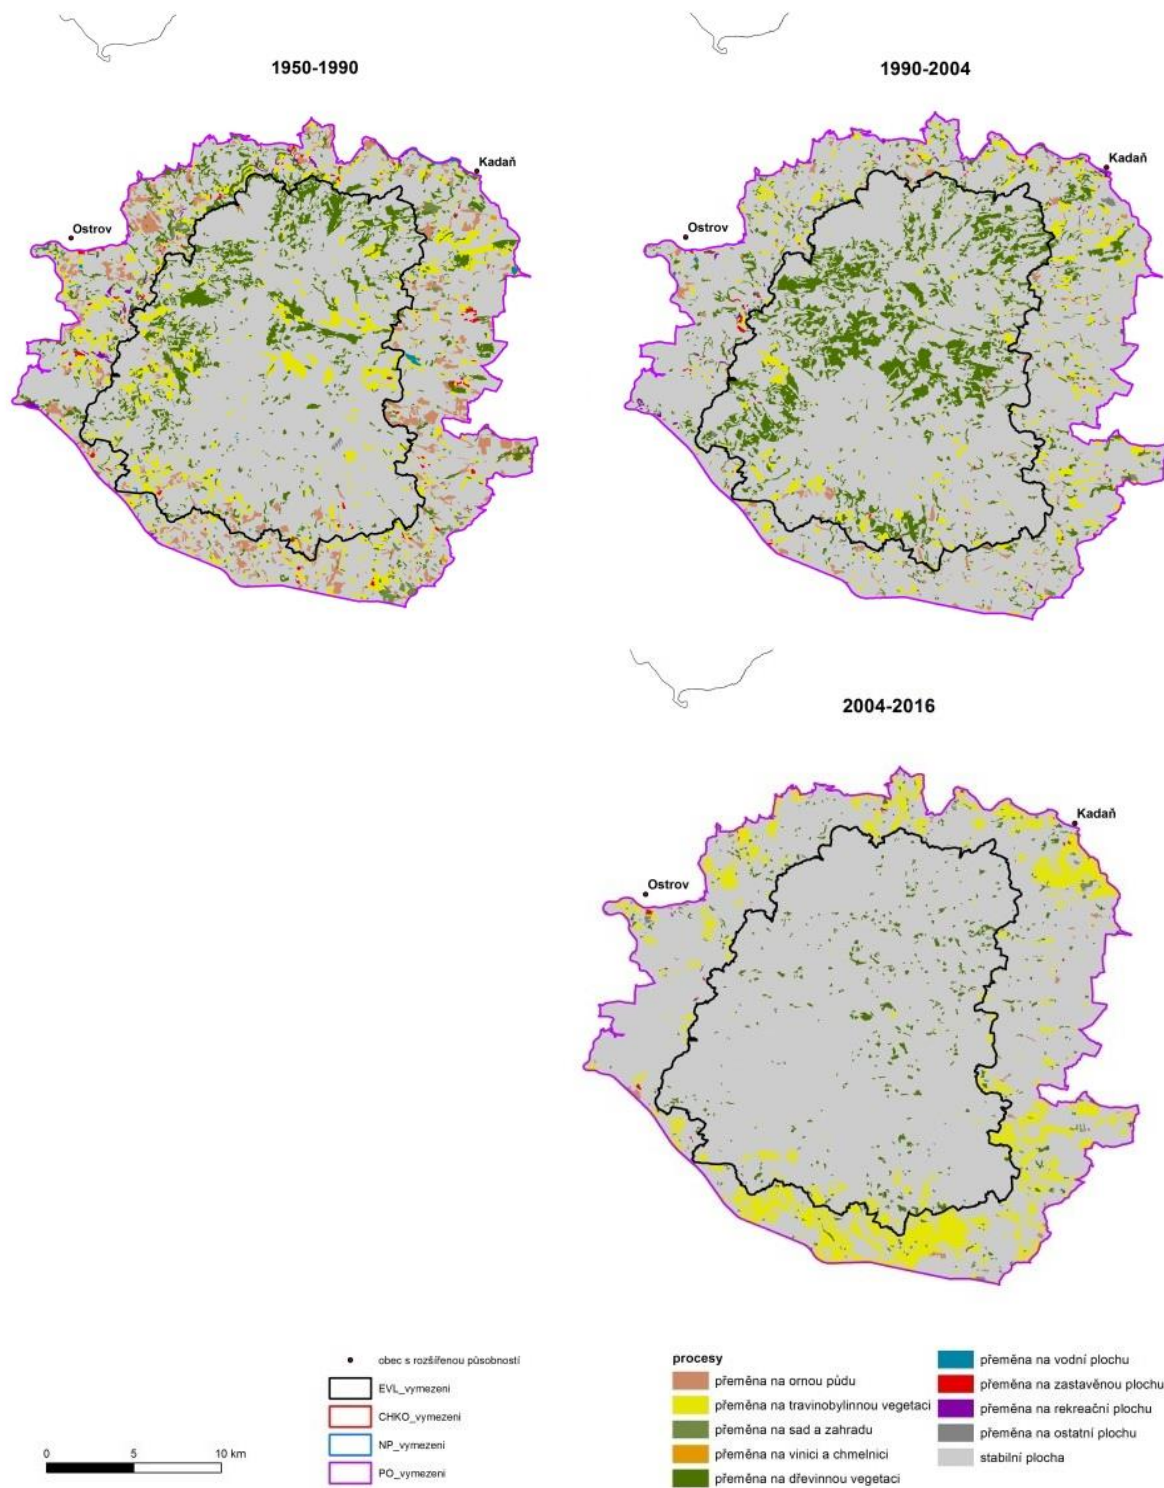 1950-1990
1990-2004
Kadaň
Ostrov
Kadaň
Ostrov
2004-2016
Kadaň
Ostrov
obec s rozšířenou působností
EVL_vymezeni
CHKO_vymezeni
NP_vymezeni
PO_vymezeni
0 5 10 km
procesy
přeměna na ornou půdu
přeměna na travinobylinnou vegetaci
přeměna na sad a zahradu
přeměna na vinici a chmelnici
přeměna na dřevinnou vegetaci
přeměna na vodní plochu
přeměna na zastavěnou plochu
přeměna na rekreační plochu
přeměna na ostatní plochu
stabilní plocha